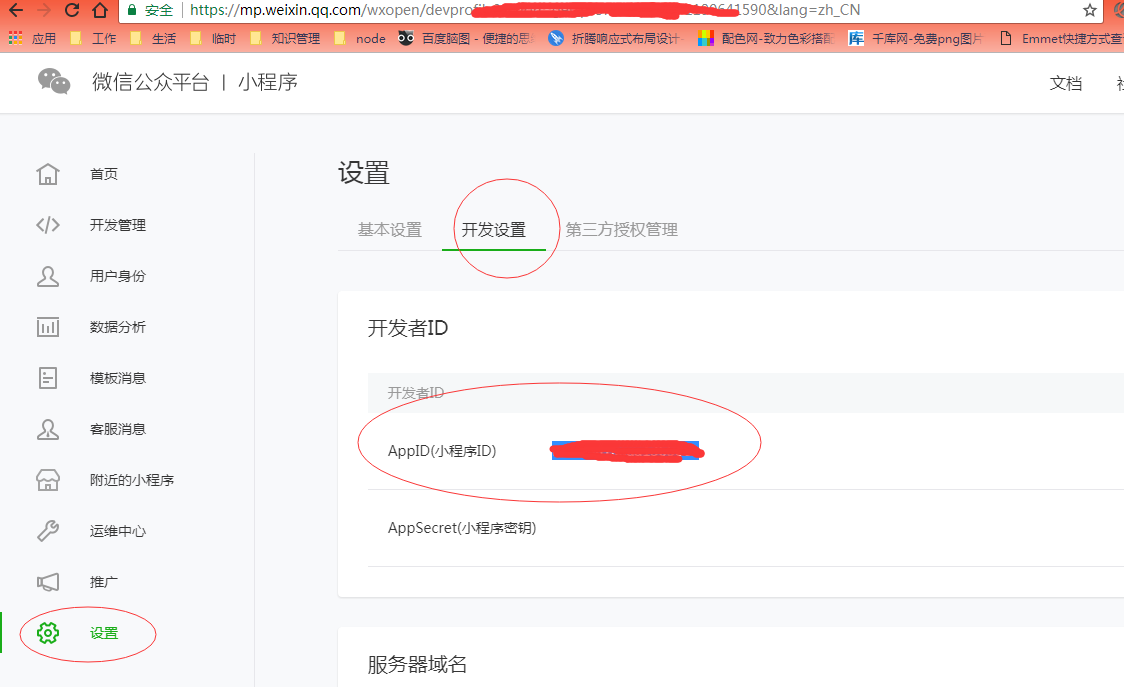 安全 https://mp.weixin.qq.com/wxopen/devprofil 641590&lang=zh_CN
应用 工作 生活 临时 知识管理 node 百度脑图 - 便捷的思 折腾响应式布局设计- 配色网-致力色彩搭配 千库网-免费png图片 Emmet快捷方式查
微信公众平台 | 小程序 文档
首页
开发管理
用户身份
数据分析
模板消息
客服消息
附近的小程序
运维中心
推广
设置
设置
基本设置 开发设置 第三方授权管理
开发者ID
开发者ID
AppID(小程序ID)
AppSecret(小程序密钥)
服务器域名